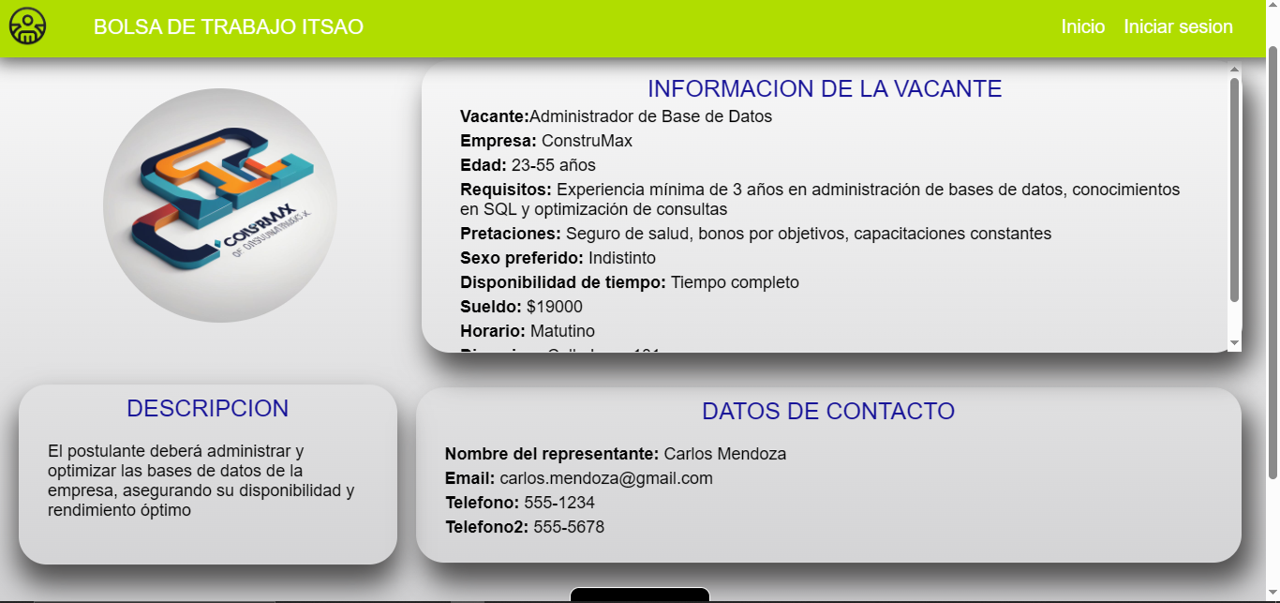 BOLSA DE TRABAJO ITSAO
Inicio
Iniciar sesion
INFORMACION DE LA VACANTE
Vacante:Administrador de Base de Datos
Empresa: ConstruMax
Edad: 23-55 años
Requisitos: Experiencia mínima de 3 años en administración de bases de datos, conocimientos
en SQL y optimización de consultas
Pretaciones: Seguro de salud, bonos por objetivos, capacitaciones constantes
Sexo preferido: Indistinto
Disponibilidad de tiempo: Tiempo completo
Sueldo: $19000
Horario: Matutino
DESCRIPCION
El postulante deberá administrar y
optimizar las bases de datos de la
empresa, asegurando su disponibilidad y
rendimiento óptimo
DATOS DE CONTACTO
Nombre del representante: Carlos Mendoza
Email: carlos.mendoza@gmail.com
Telefono: 555-1234
Telefono2: 555-5678